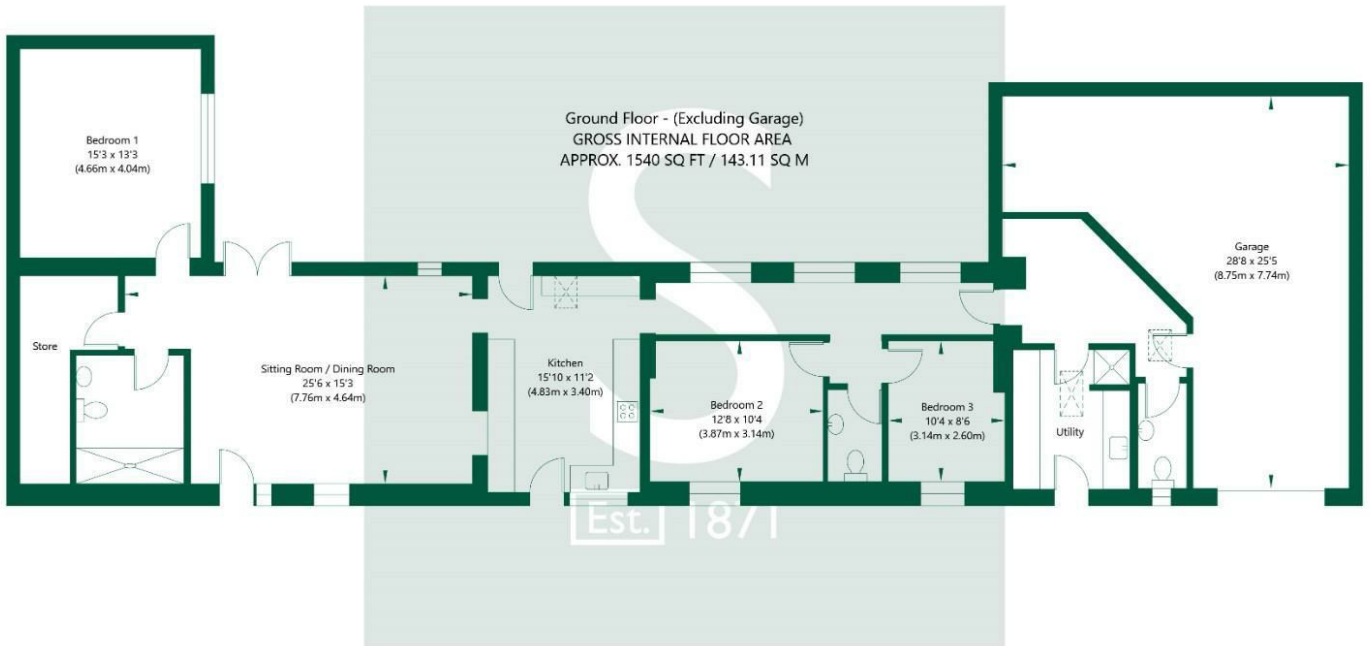 Ground Floor - (Excluding Garage)
GROSS INTERNAL FLOOR AREA
APPROX. 1540 SQ FT / 143.11 SQ M
Bedroom 1
15'3 x 13'3
(4.66m x 4.04m)
Store
Sitting Room / Dining Room
25'6 x 15'3
(7.76m x 4.64m)
Kitchen
15'10 x 11'2
(4.83m x 3.40m)
Bedroom 2
12'8 x 10'4
(3.87m x 3.14m)
Bedroom 3
10'4 x 8'6
(3.14m x 2.60m)
Utility
Garage
28'8 x 25'5
(8.75m x 7.74m)
S
Est. 1871